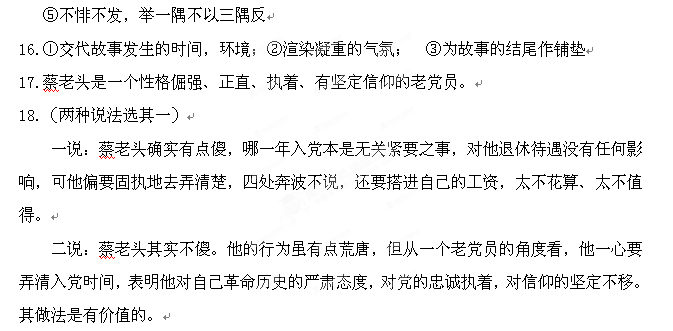 ⑤不悱不发，举一隅不以三隅反
16.①交代故事发生的时间，环境；②渲染凝重的气氛； ③为故事的结尾作铺垫
17.蔡老头是一个性格倔强、正直、执着、有坚定信仰的老党员。
18.（两种说法选其一）
一说：蔡老头确实有点傻，哪一年入党本是无关紧要之事，对他退休待遇没有任何影
响，可他偏要固执地去弄清楚，四处奔波不说，还要搭进自己的工资，太不花算、太不值
得。
二说：蔡老头其实不傻。他的行为虽有点荒唐，但从一个老党员的角度看，他一心要
弄清入党时间，表明他对自己革命历史的严肃态度，对党的忠诚执着，对信仰的坚定不移。
其做法是有价值的。